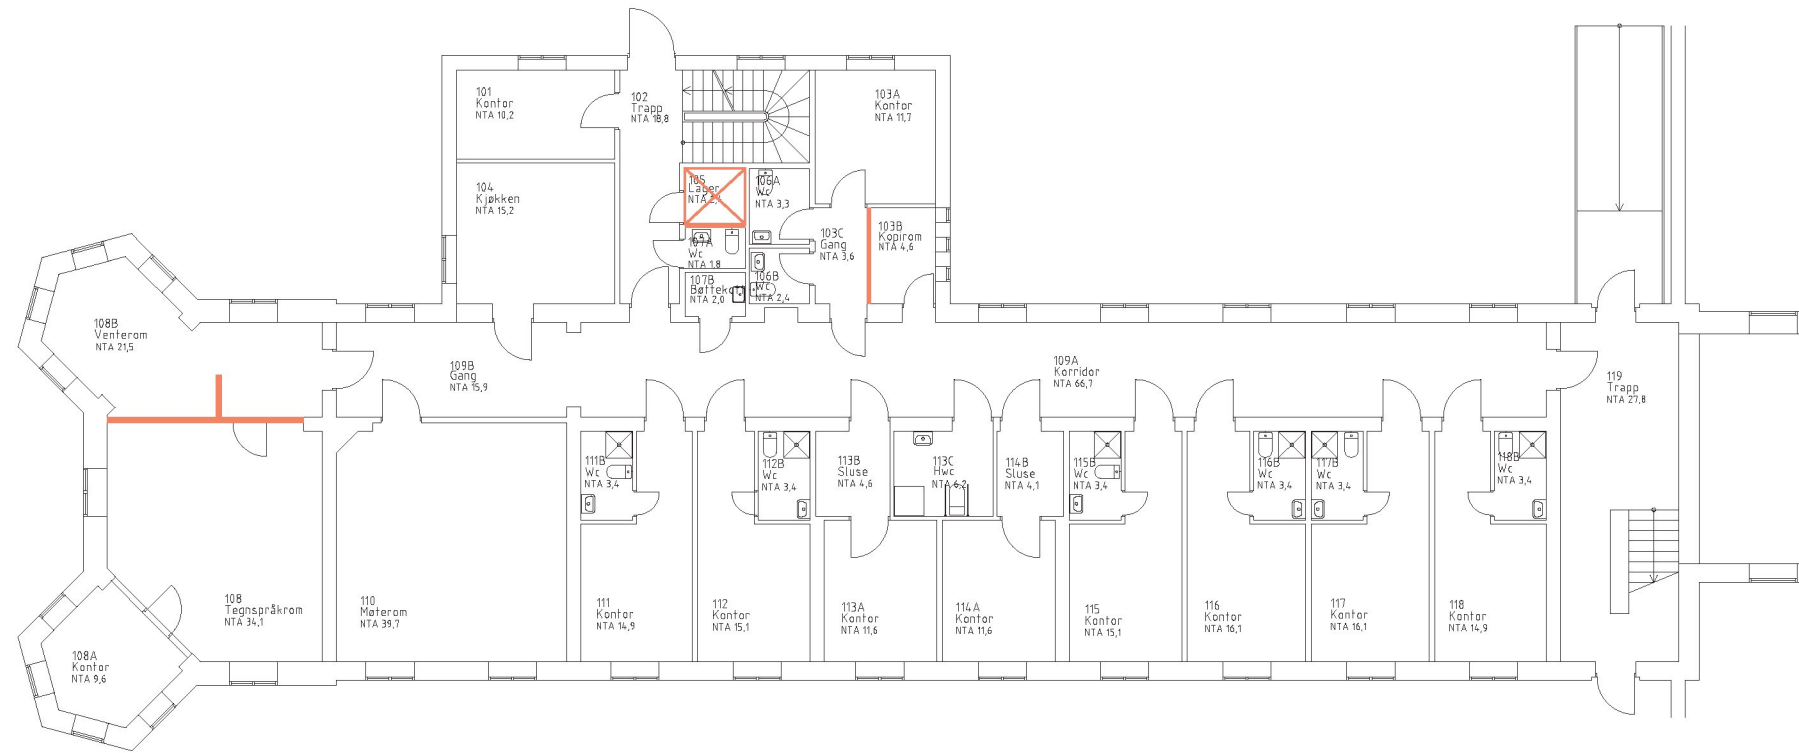 101
Kontor
NTA 10,2
102
Trapp
NTA 18,8
103A
Kontor
NTA 11,7
104
Kjøkken
NTA 15,2
105
Lager
106A
Wc
NTA 3,3
103B
Kopirom
NTA 4,6
103C
Gang
NTA 3,6
107A
Wc
NTA 1,8
107B
NTA 2,0
106B
Wc
NTA 2,4
108B
Venterom
NTA 21,5
109B
Gang
NTA 15,9
109A
Korridor
NTA 66,7
119
Trapp
NTA 27,8
111B
Wc
NTA 3,4
112B
Wc
NTA 3,4
113B
Sluse
NTA 4,6
113C
Hwc
NTA 6,2
114B
Sluse
NTA 4,1
115B
Wc
NTA 3,4
116B
Wc
NTA 3,4
117B
Wc
NTA 3,4
118B
Wc
NTA 3,4
108
Tegnspråkrom
NTA 34,1
110
Møterom
NTA 39,7
111
Kontor
NTA 14,9
112
Kontor
NTA 15,1
113A
Kontor
NTA 11,6
114A
Kontor
NTA 11,6
115
Kontor
NTA 15,1
116
Kontor
NTA 16,1
117
Kontor
NTA 16,1
118
Kontor
NTA 14,9
108A
Kontor
NTA 9,6